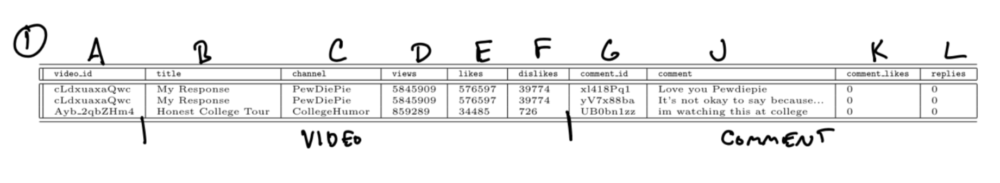 ① A B C D E F G J K L
video_id title channel views likes dislikes comment_id comment comment_likes replies
cLdxuaxaQwc My Response PewDiePie 5845909 576597 39774 xl418Pq1 Love you Pewdiepie 0 0
cLdxuaxaQwc My Response PewDiePie 5845909 576597 39774 yV7x88ba It's not okay to say because... 0 0
Ayb_2qbZHm4 Honest College Tour CollegeHumor 859289 34485 726 UB0bn1zz im watching this at college 0 0
VIDEO COMMENT